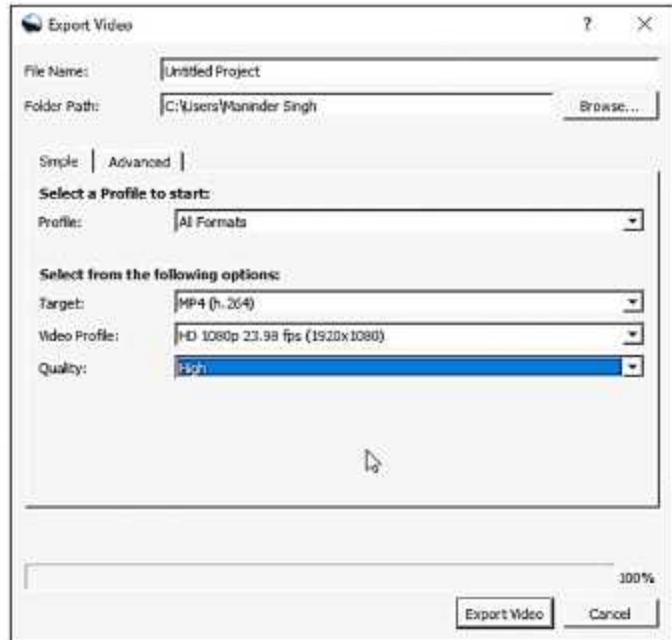 Export Video ? ×
File Name: Untitled Project
Folder Path: C:\Users\Maninder Singh Browse...
Simple Advanced
Select a Profile to start:
Profile: All Formats
Select from the following options:
Target: MP4 (h.264)
Video Profile: HD 1080p 23.98 fps (1920x1080)
Quality: High
100%
Export Video Cancel